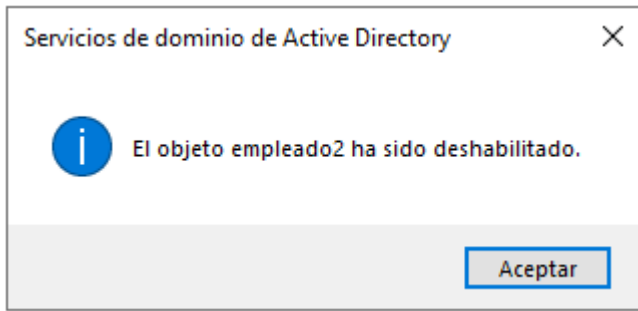 Servicios de dominio de Active Directory
El objeto empleado2 ha sido deshabilitado.
Aceptar